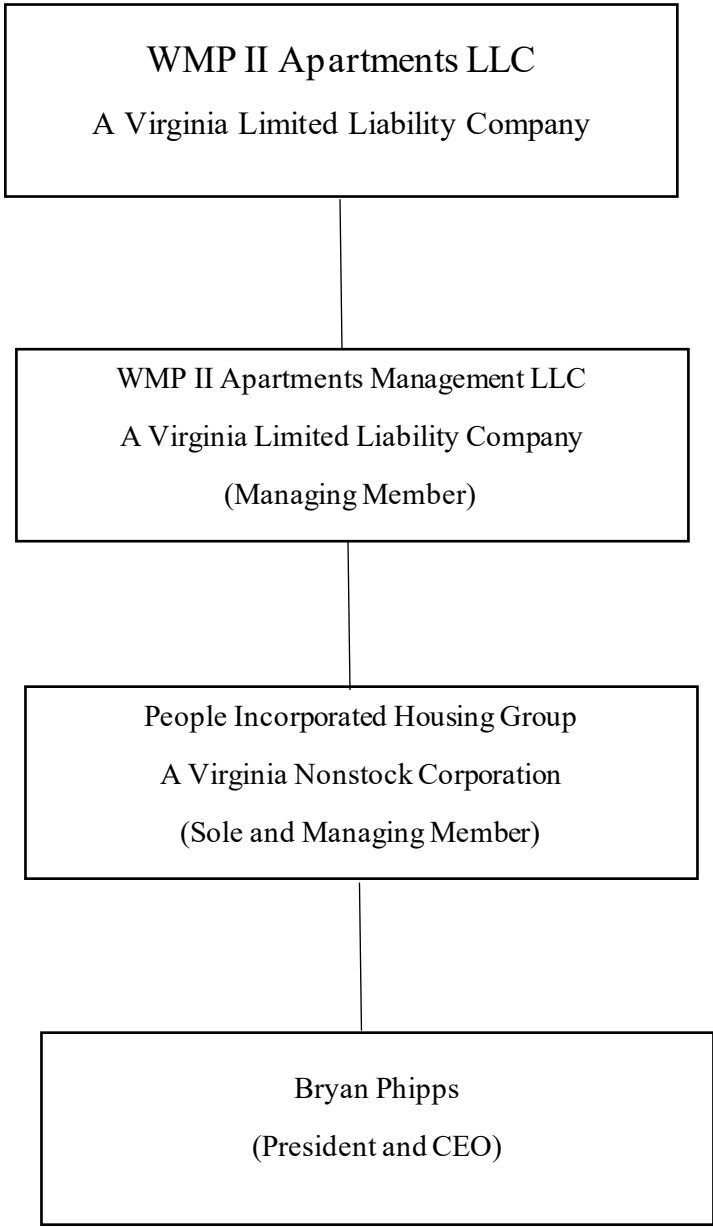 WMP II Apartments LLC
A Virginia Limited Liability Company
WMP II Apartments Management LLC
A Virginia Limited Liability Company
(Managing Member)
People Incorporated Housing Group
A Virginia Nonstock Corporation
(Sole and Managing Member)
Bryan Phipps
(President and CEO)